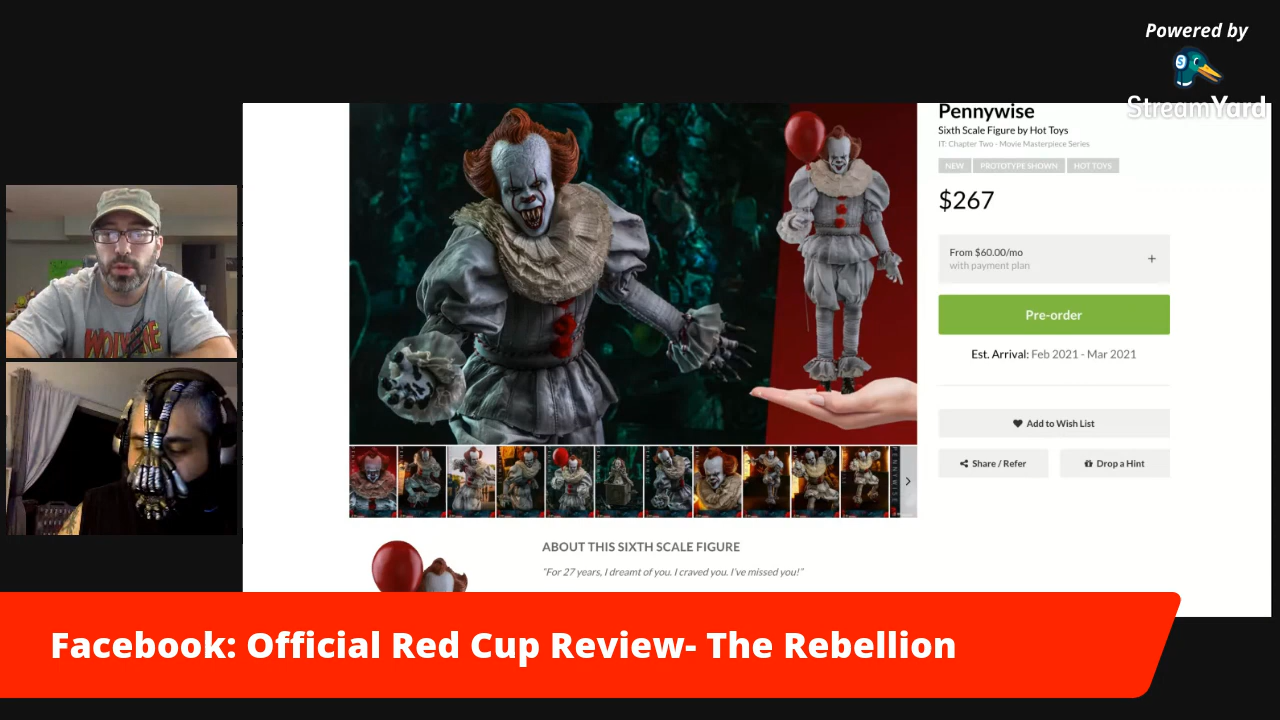 Powered by
StreamYard
Pennywise
Sixth Scale Figure by Hot Toys
IT: Chapter Two - Movie Masterpiece Series
NEW
PROTOTYPE SHOWN
HOT TOYS
$267
From $60.00/mo
with payment plan
+
Pre-order
Est. Arrival: Feb 2021 - Mar 2021
Add to Wish List
Share / Refer
Drop a Hint
ABOUT THIS SIXTH SCALE FIGURE
"For 27 years, I dreamt of you. I craved you. I've missed you!"
Facebook: Official Red Cup Review- The Rebellion